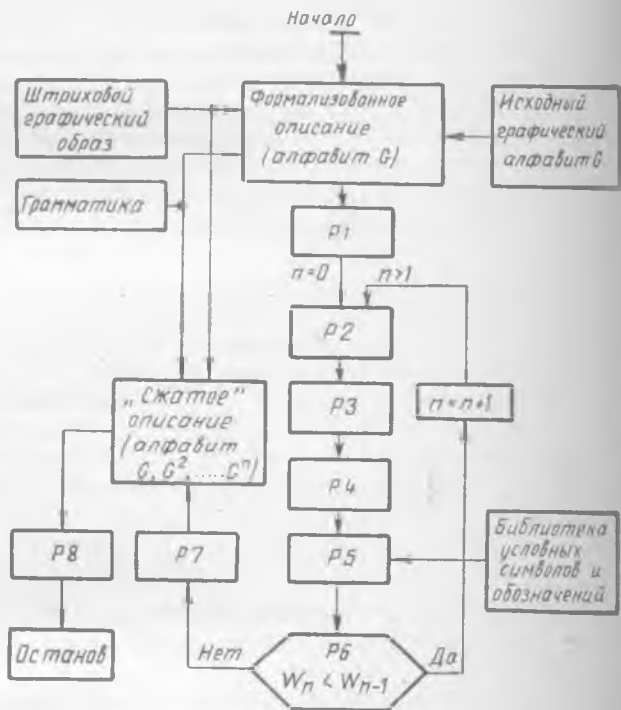 Начало
Штриховой
графический
образ
Формализованное
описание
(алфавит G)
Исходный
графический
алфавит G
Грамматика
P1
n=0
n>1
P2
P3
n=n+1
„Сжатое"
описание
(алфавит
G, G²,.....Gⁿ)
P4
P8
P7
P5
Библиотека
условных
символов и
обозначений
Останов
Нет
P6
Да
Wn < Wn-1